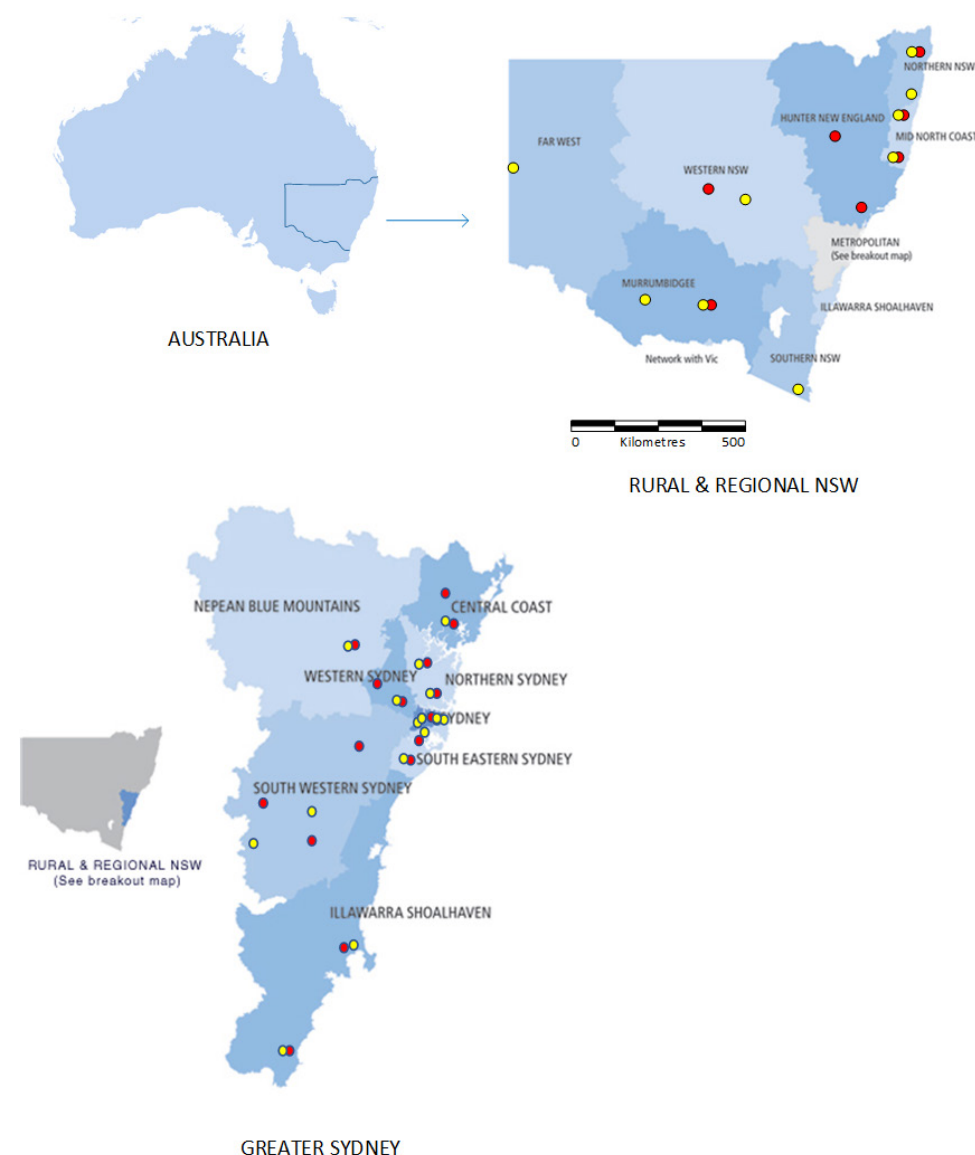 NORTHERN NSW
HUNTER NEW ENGLAND
MID NORTH COAST
FAR WEST
WESTERN NSW
METROPOLITAN
(See breakout map)
MURRUMBIDGEE
ILLAWARRA SHOALHAVEN
AUSTRALIA
Network with Vic
SOUTHERN NSW
0 Kilometres 500
RURAL & REGIONAL NSW
NEPEAN BLUE MOUNTAINS
CENTRAL COAST
WESTERN SYDNEY
NORTHERN SYDNEY
SYDNEY
SOUTH EASTERN SYDNEY
SOUTH WESTERN SYDNEY
RURAL & REGIONAL NSW
(See breakout map)
ILLAWARRA SHOALHAVEN
GREATER SYDNEY